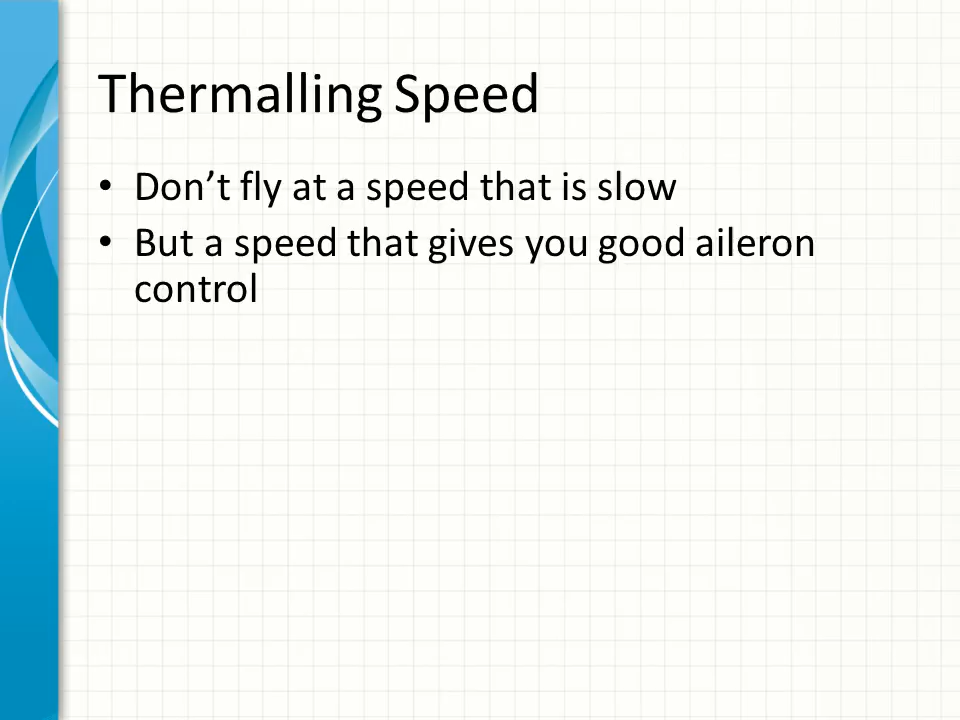 Thermalling Speed
• Don’t fly at a speed that is slow
• But a speed that gives you good aileron
control